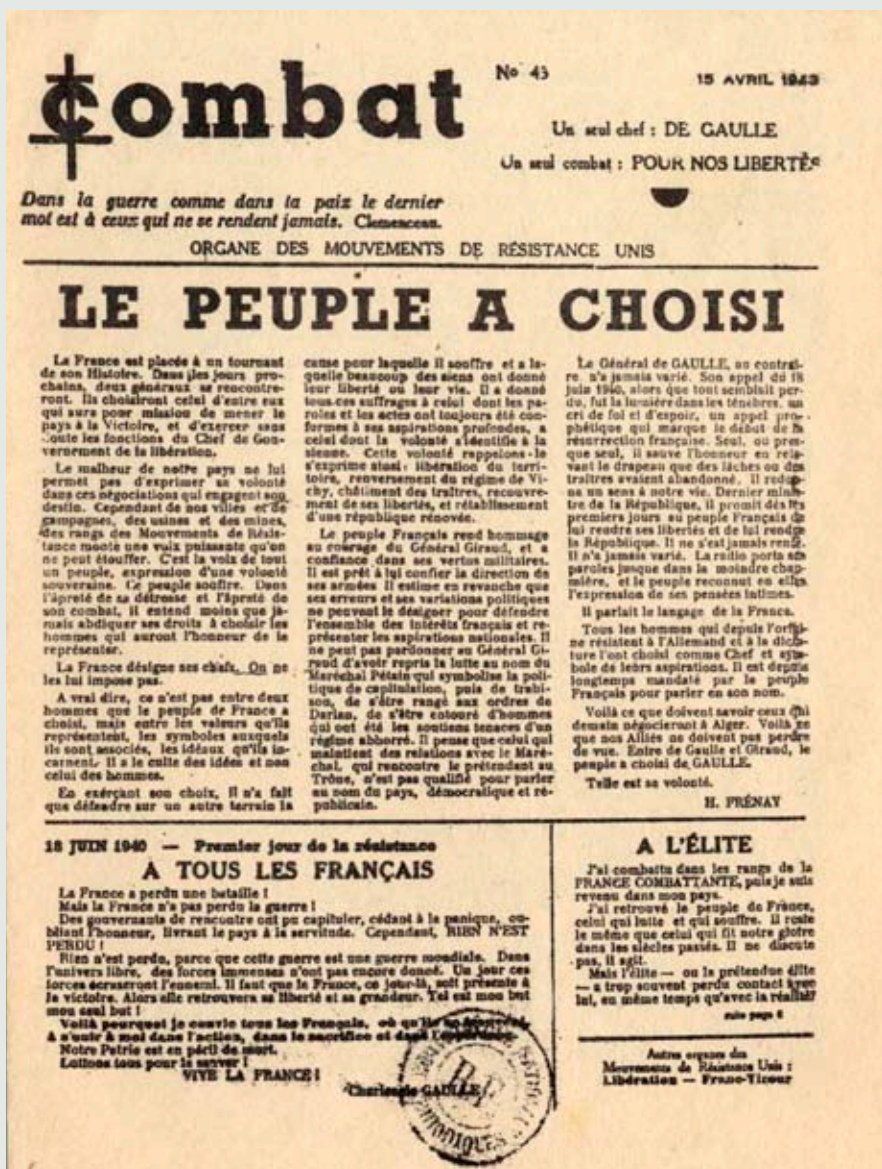 combat
No 43
15 AVRIL 1943
Un seul chef : DE GAULLE
Un seul combat : POUR NOS LIBERTÉS
Dans la guerre comme dans la paix le dernier
mot est à ceux qui ne se rendent jamais. Clemenceau.
ORGANE DES MOUVEMENTS DE RÉSISTANCE UNIS
LE PEUPLE A CHOISI
La France est placée à un tournant
de son Histoire. Dans les jours pro-
chains, deux généraux se rencontre-
ront. Ils choisiront celui d'entre eux
qui aura pour mission de mener le
pays à la Victoire, et d'exercer sans
doute les fonctions du Chef de Gou-
vernement de la libération.
Le malheur de notre pays ne lui
permet pas d'exprimer sa volonté
dans ces négociations qui engagent son
destin. Cependant de nos villes et de
campagnes, des usines et des mines,
des rangs des Mouvements de Résis-
tance monte une voix puissante qu'on
ne peut étouffer. C'est la voix de tout
un peuple, expression d'une volonté
souveraine. Ce peuple souffre. Dans
l'âpreté de sa détresse et l'âpreté de
son combat, il entend moins que ja-
mais abdiquer ses droits à choisir les
hommes qui auront l'honneur de le
représenter.
La France désigne ses chefs. On ne
les lui impose pas.
A vrai dire, ce n'est pas entre deux
hommes que le peuple de France a
choisi, mais entre les valeurs qu'ils
représentent, les symboles auxquels
ils sont associés, les idéaux qu'ils in-
carnent. Il a le culte des idées et non
celui des hommes.
En exerçant son choix, il n'a fait
que défendre sur un autre terrain la
cause pour laquelle il souffre et a la-
quelle beaucoup des siens ont donné
leur liberté ou leur vie. Il a donné
tous ces suffrages à celui dont les pa-
roles et les actes ont toujours été con-
formes à ses aspirations profondes, a
celui dont la volonté s'identifie à la
sienne. Cette volonté rappelons-le
s'exprime ainsi : libération du terri-
toire, renversement du régime de Vi-
chy, châtiment des traîtres, recouvre-
ment de ses libertés, et rétablissement
d'une république rénovée.
Le peuple Français rend hommage
au courage du Général Giraud, et a
confiance dans ses vertus militaires.
Il est prêt à lui confier la direction de
ses armées il estime en revanche que
ses erreurs et ses variations politiques
ne peuvent le désigner pour défendre
l'ensemble des intérêts français et re-
présenter les aspirations nationales. Il
ne peut pas pardonner au Général Gi-
raud d'avoir repris la lutte au nom du
Maréchal Pétain qui symbolise la poli-
tique de capitulation, puis de trahi-
son, de s'être rangé aux ordres de
Darlan, de s'être entouré d'hommes
qui ont été les soutiens tenaces d'un
régime abhorré. Il pense que celui qui
maintient des relations avec le Maré-
chal, qui rencontre le prétendant au
Trône, n'est pas qualifié pour parler
au nom du pays, démocratique et ré-
publicain.
Le Général de GAULLE, au contrai-
re n'a jamais varié. Son appel du 18
juin 1940, alors que tout semblait per-
du, fut la lumière dans les ténèbres, un
cri de foi et d'espoir, un appel pro-
phétique qui marque le début de la
résurrection française. Seul, ou pres-
que seul, il sauve l'honneur en rele-
vant le drapeau que des lâches ou des
traîtres avaient abandonné. Il redon-
na un sens à notre vie. Dernier minis-
tre de la République, il promit dès les
premiers jours au peuple Français de
lui rendre ses libertés et de lui rendre
la République. Il ne s'est jamais renié.
Il n'a jamais varié. La radio porta ses
paroles jusque dans la moindre chau-
mière, et le peuple reconnut en elles
l'expression de ses pensées intimes.
Il parlait le langage de la France.
Tous les hommes qui depuis l'origi-
ne résistent à l'Allemand et à la dicta-
ture l'ont choisi comme Chef et sym-
bole de leurs aspirations. Il est depuis
longtemps mandaté par le peuple
Français pour parler en son nom.
Voilà ce que doivent savoir ceux qui
demain négocieront à Alger. Voilà ce
que nos Alliés ne doivent pas perdre
de vue. Entre de Gaulle et Giraud, le
peuple a choisi de GAULLE.
Telle est sa volonté.
H. FRÉNAY
18 JUIN 1940 — Premier jour de la résistance
A TOUS LES FRANÇAIS
La France a perdu une bataille !
Mais la France n'a pas perdu la guerre !
Des gouvernants de rencontre ont pu capituler, cédant à la panique, ou-
bliant l'honneur, livrant le pays à la servitude. Cependant, RIEN N'EST
PERDU !
Rien n'est perdu, parce que cette guerre est une guerre mondiale. Dans
l'univers libre, des forces immenses n'ont pas encore donné. Un jour ces
forces écraseront l'ennemi. Il faut que la France, ce jour-là, soit présente à
la victoire. Alors elle retrouvera sa liberté et sa grandeur. Tel est mon but
mon seul but !
Voilà pourquoi je convie tous les Français, où qu'ils se trouvent,
à s'unir à moi dans l'action, dans le sacrifice et dans l'espérance.
Notre Patrie est en péril de mort.
Luttons tous pour la sauver !
VIVE LA FRANCE !
Charles de GAULLE
A L'ÉLITE
J'ai combattu dans les rangs de la
FRANCE COMBATTANTE, puis je suis
revenu dans mon pays.
J'ai retrouvé le peuple de France,
celui qui lutte et qui souffre. Il reste
le même que celui qui fit notre gloire
dans les siècles passés. Il ne discute
pas, il agit.
Mais l'élite — ou la prétendue élite
— a trop souvent perdu contact avec
lui, en même temps qu'avec la réalité
suite page 6
Autres organes des
Mouvements de Résistance Unis :
Libération — Franc-Tireur